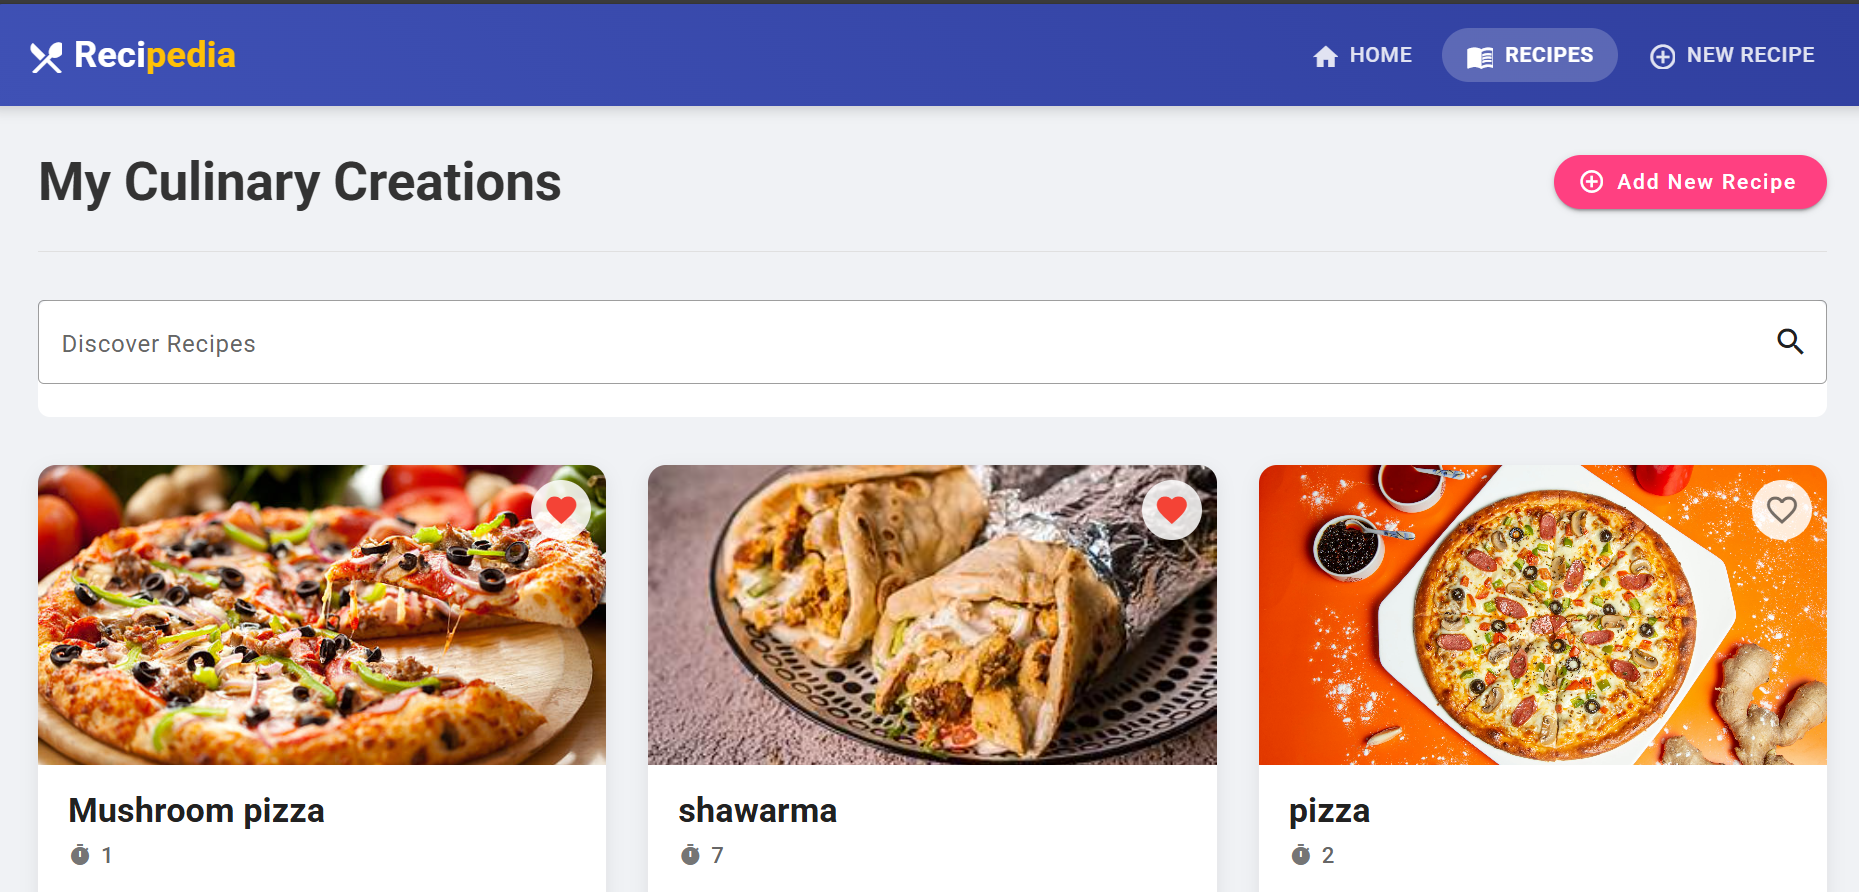 Recipedia
HOME
RECIPES
NEW RECIPE
My Culinary Creations
Add New Recipe
Discover Recipes
Mushroom pizza
1
shawarma
7
pizza
2